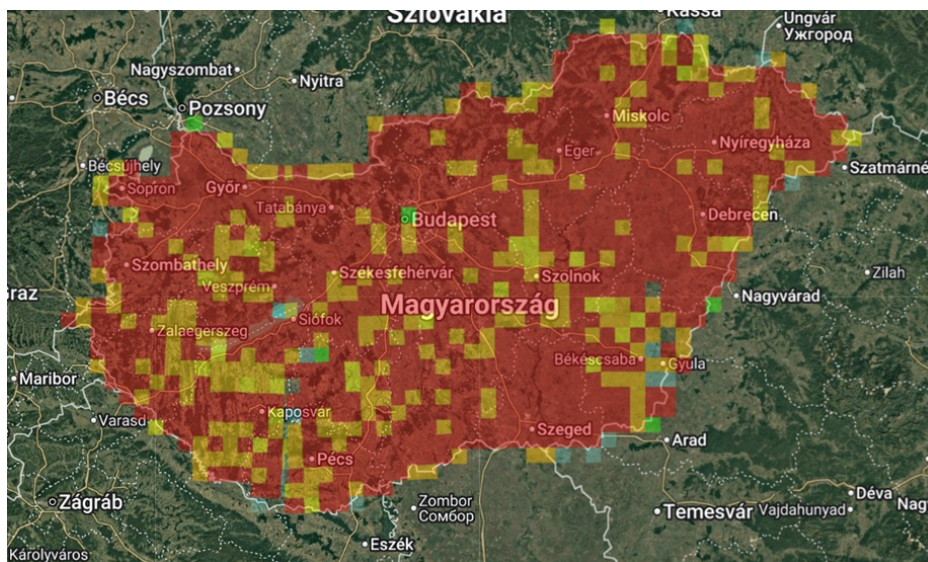 Szlovákia
Kassa
Ungvár
Ужгород
Nagyszombat
Nyitra
Bécs
Pozsony
Miskolc
Eger
Nyíregyháza
Bécsújhely
Szatmárné
Sopron
Győr
Tatabánya
Budapest
Debrecen
Szombathely
Székesfehérvár
Szolnok
Zilah
Veszprém
Graz
Nagyvárad
Magyarország
Siófok
Zalaegerszeg
Békéscsaba
Gyula
Maribor
Kaposvár
Varasd
Szeged
Arad
Pécs
Zágráb
Zombor
Сомбор
Temesvár
Vajdahunyad
Déva
Nag
Eszék
Károlyváros